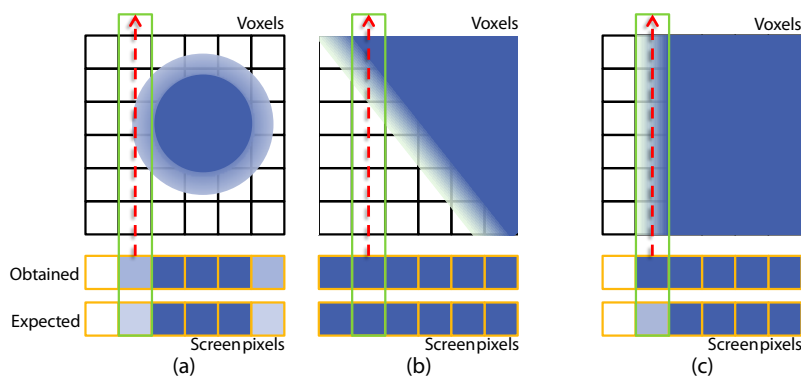 Voxels
Voxels
Voxels
Obtained
Expected
Screen pixels
Screen pixels
Screen pixels
(a)
(b)
(c)